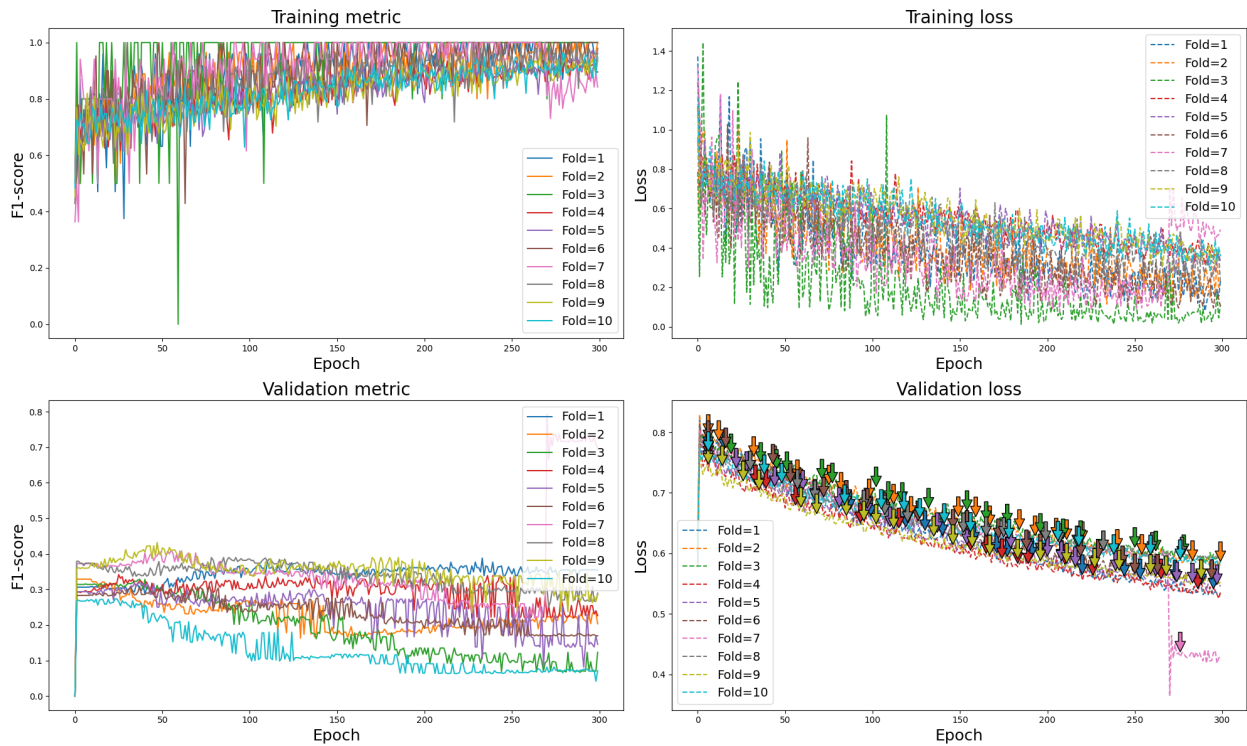 Training metric
F1-score
1.0
0.8
0.6
0.4
0.2
0.0
0
50
100
150
200
250
300
Epoch
Fold=1
Fold=2
Fold=3
Fold=4
Fold=5
Fold=6
Fold=7
Fold=8
Fold=9
Fold=10
Training loss
Loss
1.4
1.2
1.0
0.8
0.6
0.4
0.2
0.0
0
50
100
150
200
250
300
Epoch
Fold=1
Fold=2
Fold=3
Fold=4
Fold=5
Fold=6
Fold=7
Fold=8
Fold=9
Fold=10
Validation metric
F1-score
0.8
0.7
0.6
0.5
0.4
0.3
0.2
0.1
0.0
0
50
100
150
200
250
300
Epoch
Fold=1
Fold=2
Fold=3
Fold=4
Fold=5
Fold=6
Fold=7
Fold=8
Fold=9
Fold=10
Validation loss
Loss
0.8
0.7
0.6
0.5
0.4
0
50
100
150
200
250
300
Epoch
Fold=1
Fold=2
Fold=3
Fold=4
Fold=5
Fold=6
Fold=7
Fold=8
Fold=9
Fold=10